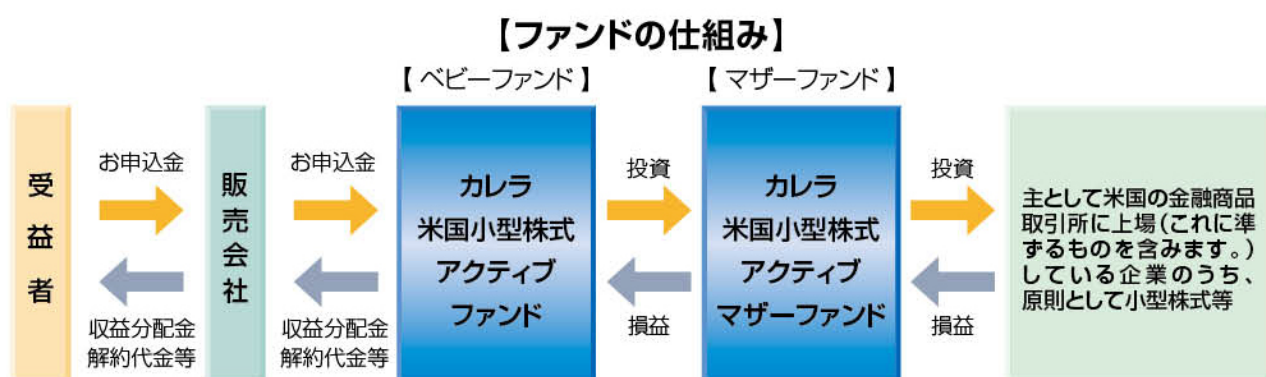 【ファンドの仕組み】
【 ベビーファンド 】
【 マザーファンド 】
受益者
お申込金
収益分配金
解約代金等
販売会社
お申込金
収益分配金
解約代金等
カレラ
米国小型株式
アクティブ
ファンド
投資
損益
カレラ
米国小型株式
アクティブ
マザーファンド
投資
損益
主として米国の金融商品
取引所に上場（これに準
ずるものを含みます。）
している企業のうち、
原則として小型株式等